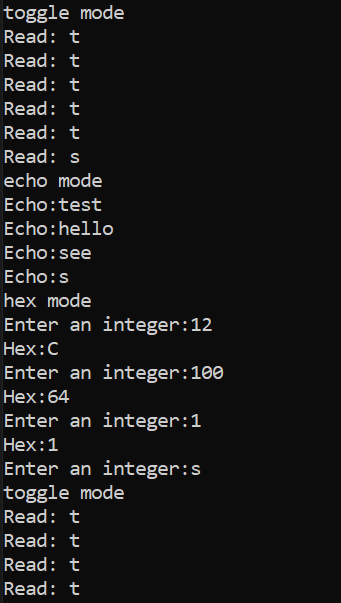 toggle mode
Read: t
Read: t
Read: t
Read: t
Read: t
Read: s
echo mode
Echo:test
Echo:hello
Echo:see
Echo:s
hex mode
Enter an integer:12
Hex:C
Enter an integer:100
Hex:64
Enter an integer:1
Hex:1
Enter an integer:s
toggle mode
Read: t
Read: t
Read: t
Read: t